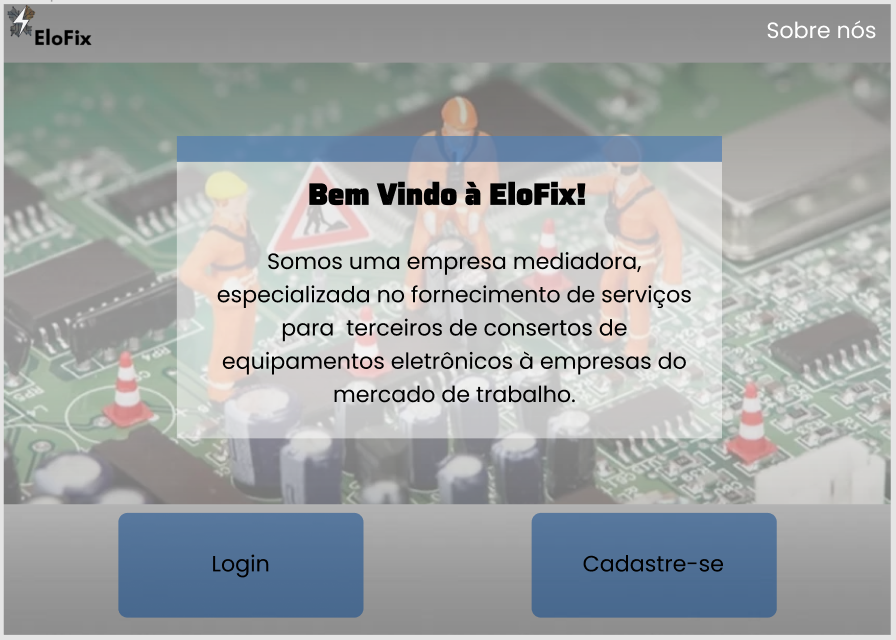 EloFix
Sobre nós
Bem Vindo à EloFix!
Somos uma empresa mediadora,
especializada no fornecimento de serviços
para  terceiros de consertos de
equipamentos eletrônicos à empresas do
mercado de trabalho.
Login
Cadastre-se